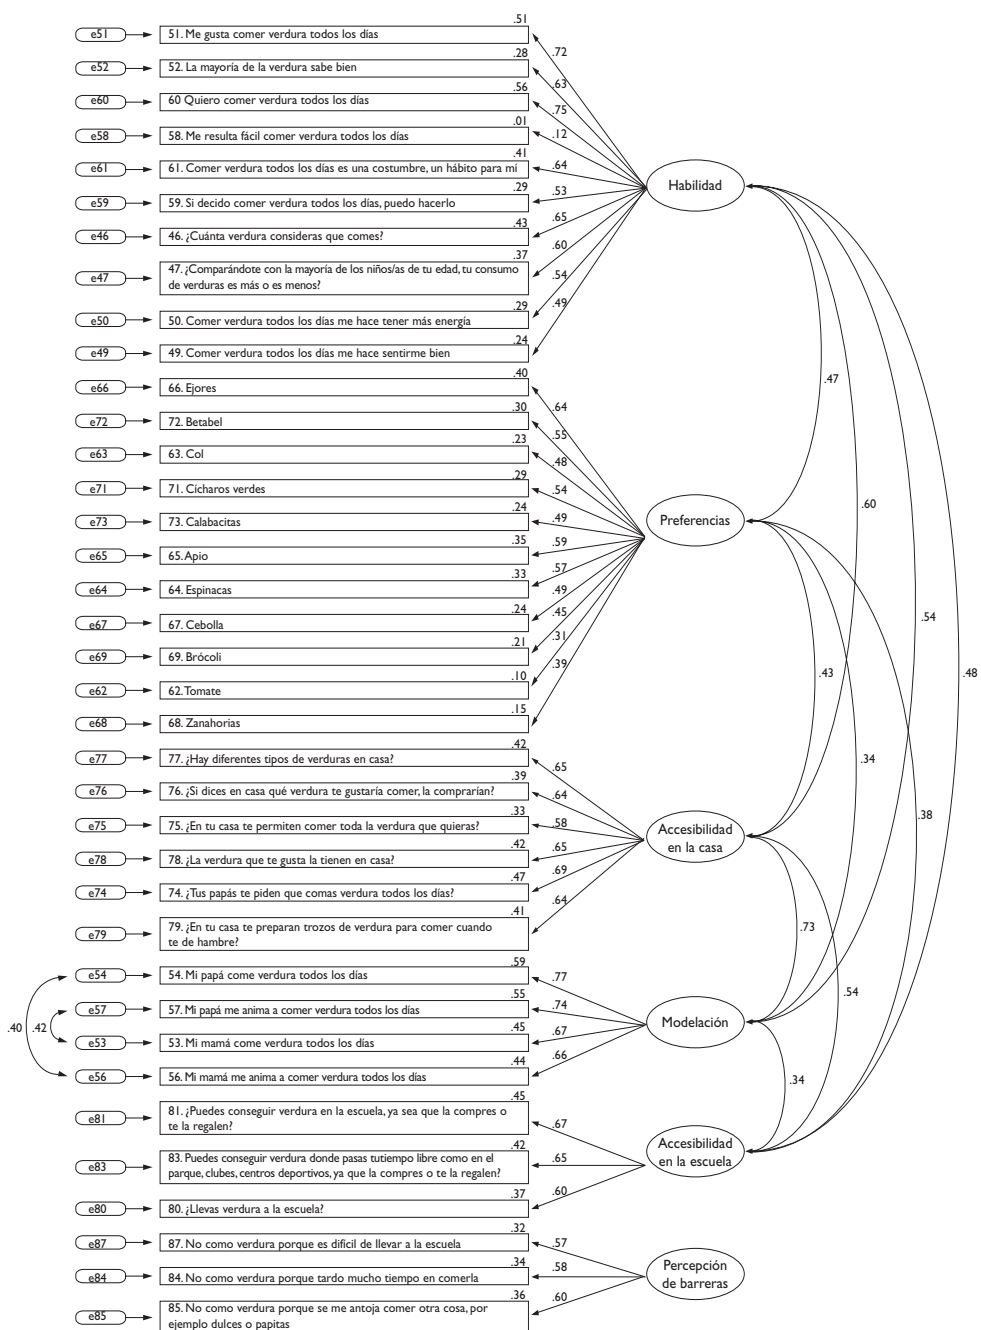 .51
e51 51. Me gusta comer verdura todos los días .72
.28
e52 52. La mayoría de la verdura sabe bien .63
.56
e60 60 Quiero comer verdura todos los días .75
.01
e58 58. Me resulta fácil comer verdura todos los días .12
.41
e61 61. Comer verdura todos los días es una costumbre, un hábito para mí .64
Habilidad
.29
e59 59. Si decido comer verdura todos los días, puedo hacerlo .53
.43
e46 46. ¿Cuánta verdura consideras que comes? .65
.37
e47 47. ¿Comparándote con la mayoría de los niños/as de tu edad, tu consumo
de verduras es más o es menos? .60
.29
e50 50. Comer verdura todos los días me hace tener más energía .54
.24
e49 49. Comer verdura todos los días me hace sentirme bien .49
.40
e66 66. Ejores .64
.47
.30
e72 72. Betabel .55
.23
e63 63. Col .48
.29
e71 71. Cícharos verdes .54
.60
.24
e73 73. Calabacitas .49
Preferencias
.35
e65 65. Apio .59
.33
e64 64. Espinacas .57
.24
e67 67. Cebolla .49
.54
.21
e69 69. Brócoli .45
.43
.48
.10
e62 62. Tomate .31
.15
e68 68. Zanahorias .39
.42
e77 77. ¿Hay diferentes tipos de verduras en casa? .65
.34
.39
e76 76. ¿Si dices en casa qué verdura te gustaría comer, la comprarían? .64
.33
e75 75. ¿En tu casa te permiten comer toda la verdura que quieras? .58
.38
Accesibilidad
en la casa
.42
e78 78. ¿La verdura que te gusta la tienen en casa? .65
.47
e74 74. ¿Tus papás te piden que comas verdura todos los días? .69
.41
e79 79. ¿En tu casa te preparan trozos de verdura para comer cuando
te de hambre? .64
.73
.59
e54 54. Mi papá come verdura todos los días .77
.54
.55
e57 57. Mi papá me anima a comer verdura todos los días .74
Modelación
.40 .42
.45
e53 53. Mi mamá come verdura todos los días .67
.44
e56 56. Mi mamá me anima a comer verdura todos los días .66
.34
.45
e81 81. ¿Puedes conseguir verdura en la escuela, ya sea que la compres o
te la regalen? .67
Accesibilidad
en la escuela
.42
e83 83. Puedes conseguir verdura donde pasas tutiempo libre como en el
parque, clubes, centros deportivos, ya que la compres o te la regalen? .65
.37
e80 80. ¿Llevas verdura a la escuela? .60
.32
e87 87. No como verdura porque es difícil de llevar a la escuela .57
.34
e84 84. No como verdura porque tardo mucho tiempo en comerla .58
Percepción
de barreras
.36
e85 85. No como verdura porque se me antoja comer otra cosa, por
ejemplo dulces o papitas .60